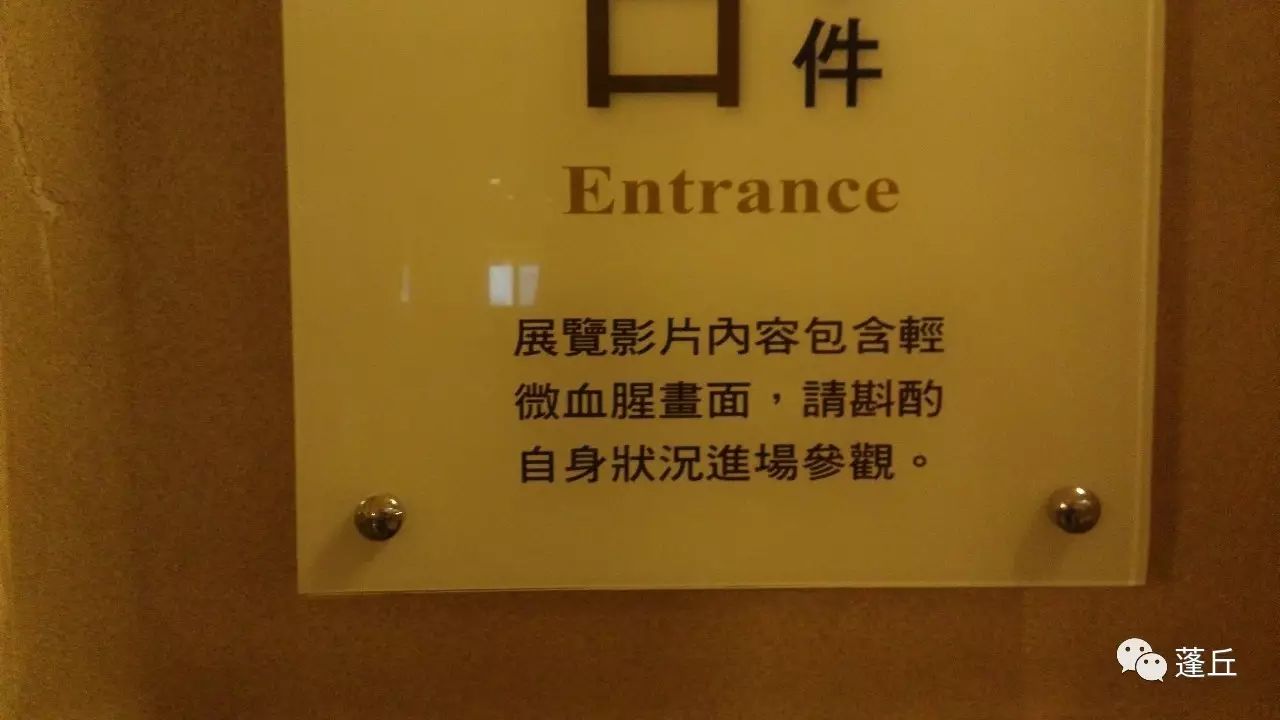 口 件
Entrance
展覽影片內容包含輕
微血腥畫面，請斟酌
自身狀況進場參觀。
蓬丘